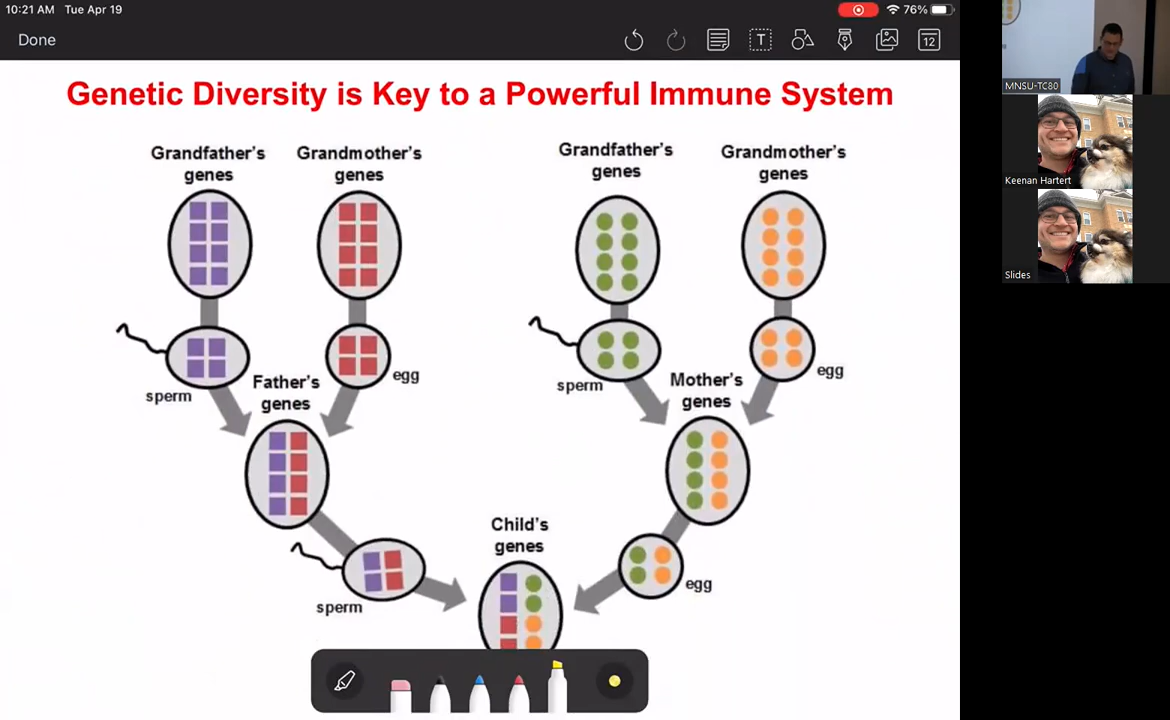 10:21 AM Tue Apr 19
76%
Done
T
12
Genetic Diversity is Key to a Powerful Immune System
Grandfather's
genes
Grandmother's
genes
Grandfather's
genes
Grandmother's
genes
sperm
egg
sperm
egg
Father's
genes
Mother's
genes
Child's
genes
sperm
egg
MNSU-TC80
Keenan Hartert
Slides